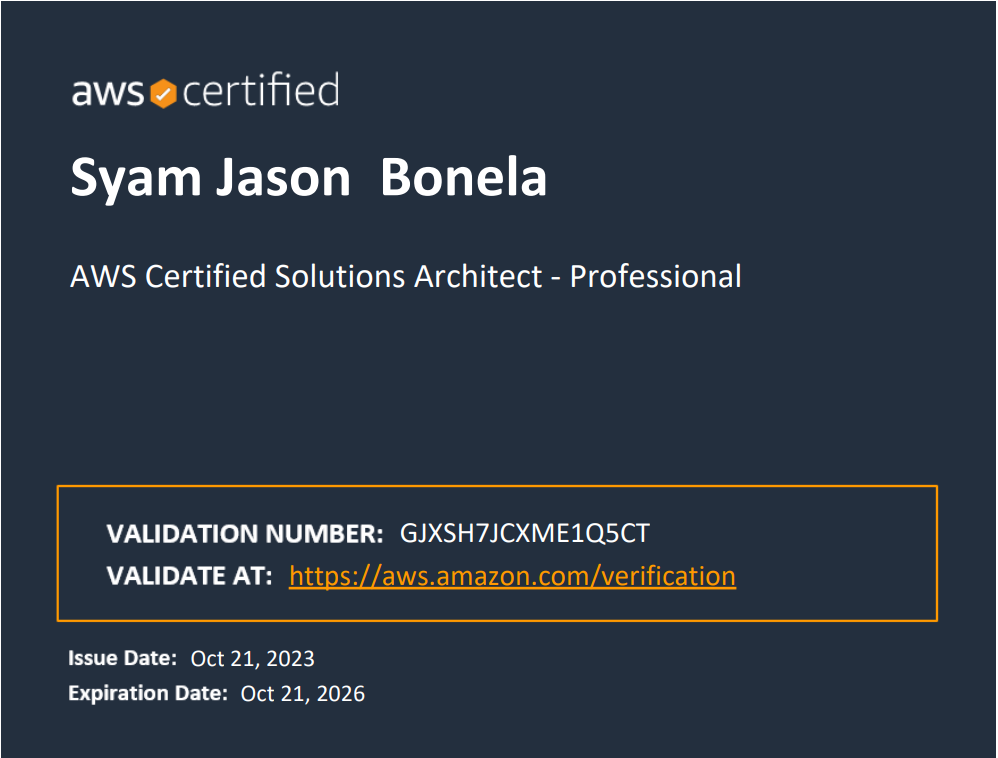 aws certified
Syam Jason  Bonela
AWS Certified Solutions Architect - Professional
VALIDATION NUMBER: GJXSH7JCXME1Q5CT
VALIDATE AT: https://aws.amazon.com/verification
Issue Date: Oct 21, 2023
Expiration Date: Oct 21, 2026